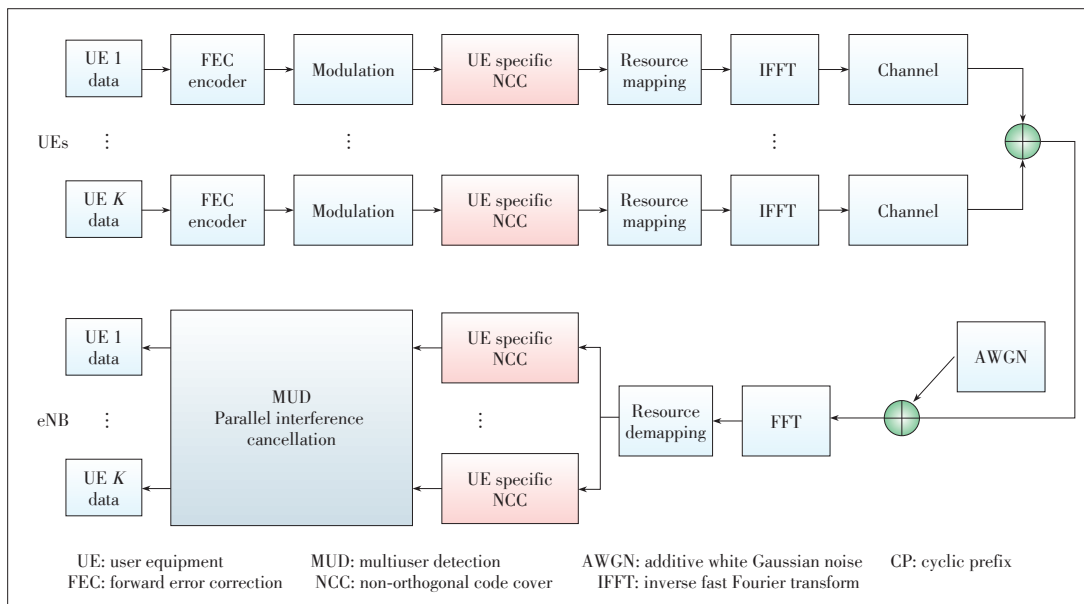 UE 1
data
FEC
encoder
Modulation
UE specific
NCC
Resource
mapping
IFFT
Channel
UEs
⋮
⋮
⋮
⋮
UE K
data
FEC
encoder
Modulation
UE specific
NCC
Resource
mapping
IFFT
Channel
UE 1
data
MUD
Parallel interference
cancellation
UE specific
NCC
AWGN
eNB
⋮
⋮
Resource
demapping
FFT
UE K
data
UE specific
NCC
UE: user equipment MUD: multiuser detection AWGN: additive white Gaussian noise CP: cyclic prefix
FEC: forward error correction NCC: non-orthogonal code cover IFFT: inverse fast Fourier transform